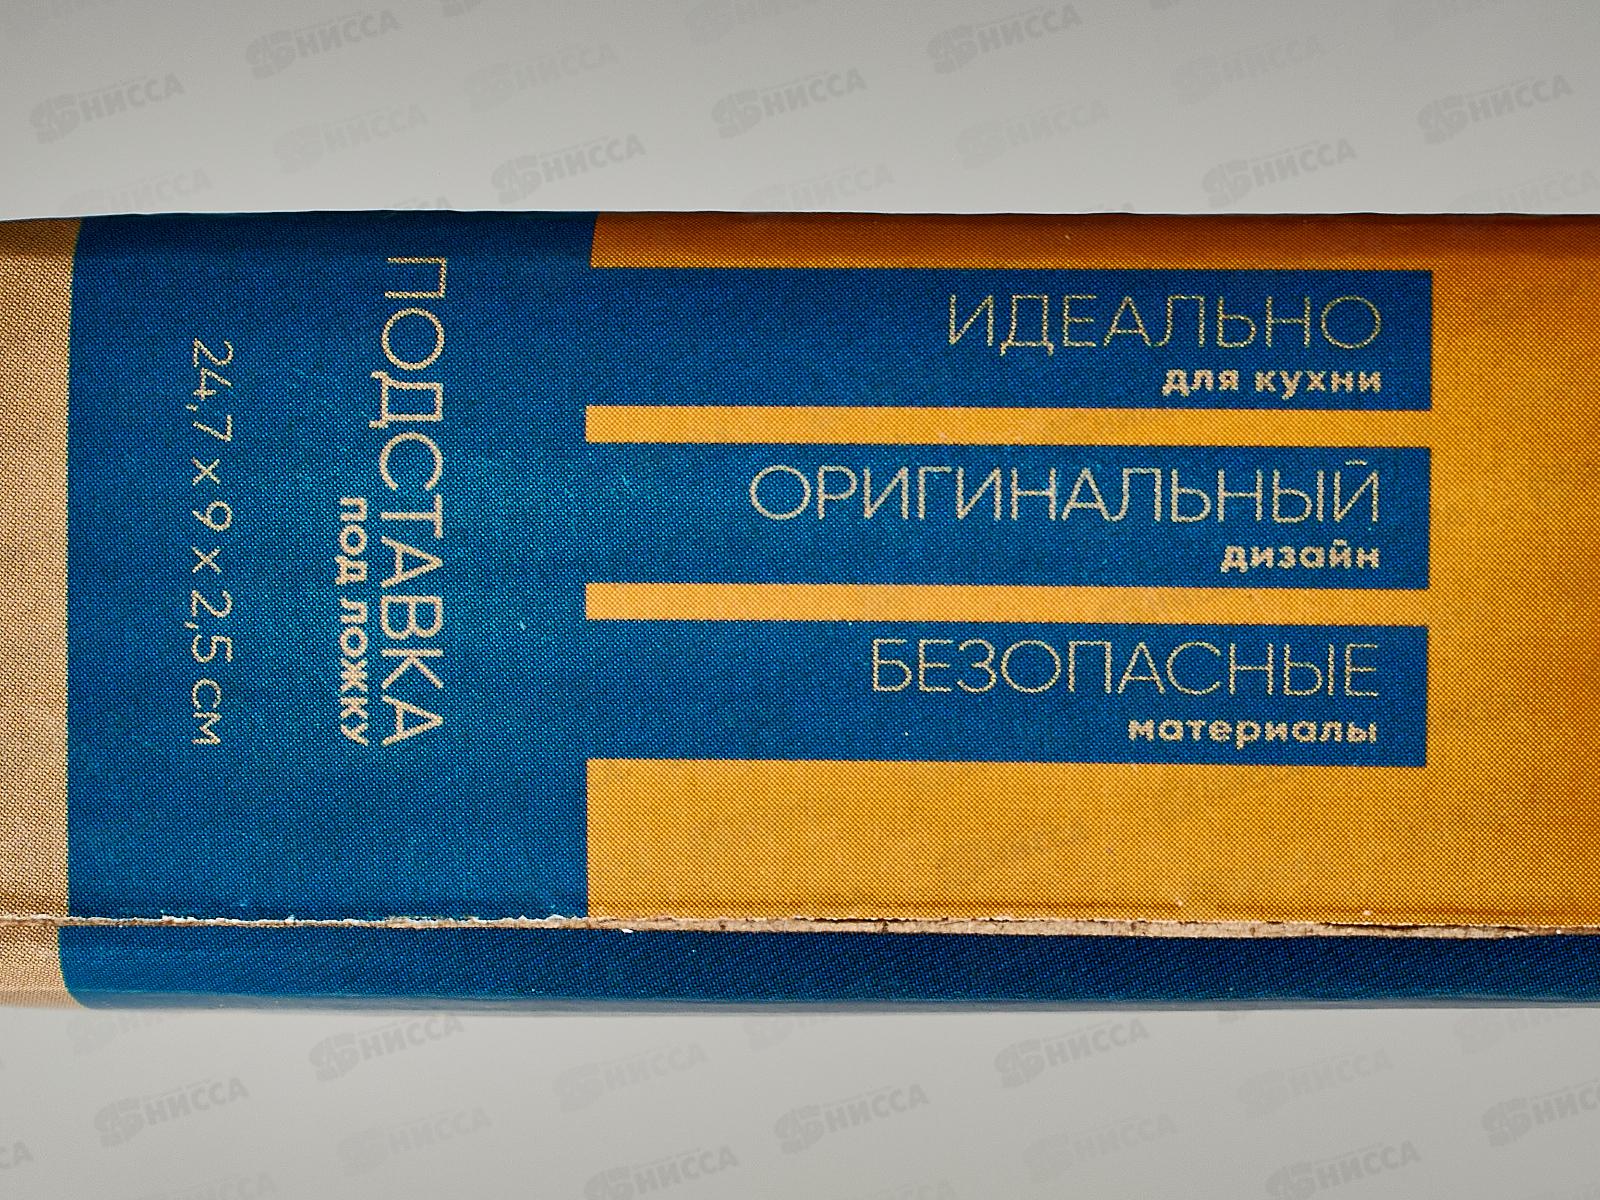 ПОДСТАВКА
под ложку
24,7 x 9 x 2,5 см
ИДЕАЛЬНО
для кухни
ОРИГИНАЛЬНЫЙ
дизайн
БЕЗОПАСНЫЕ
материалы